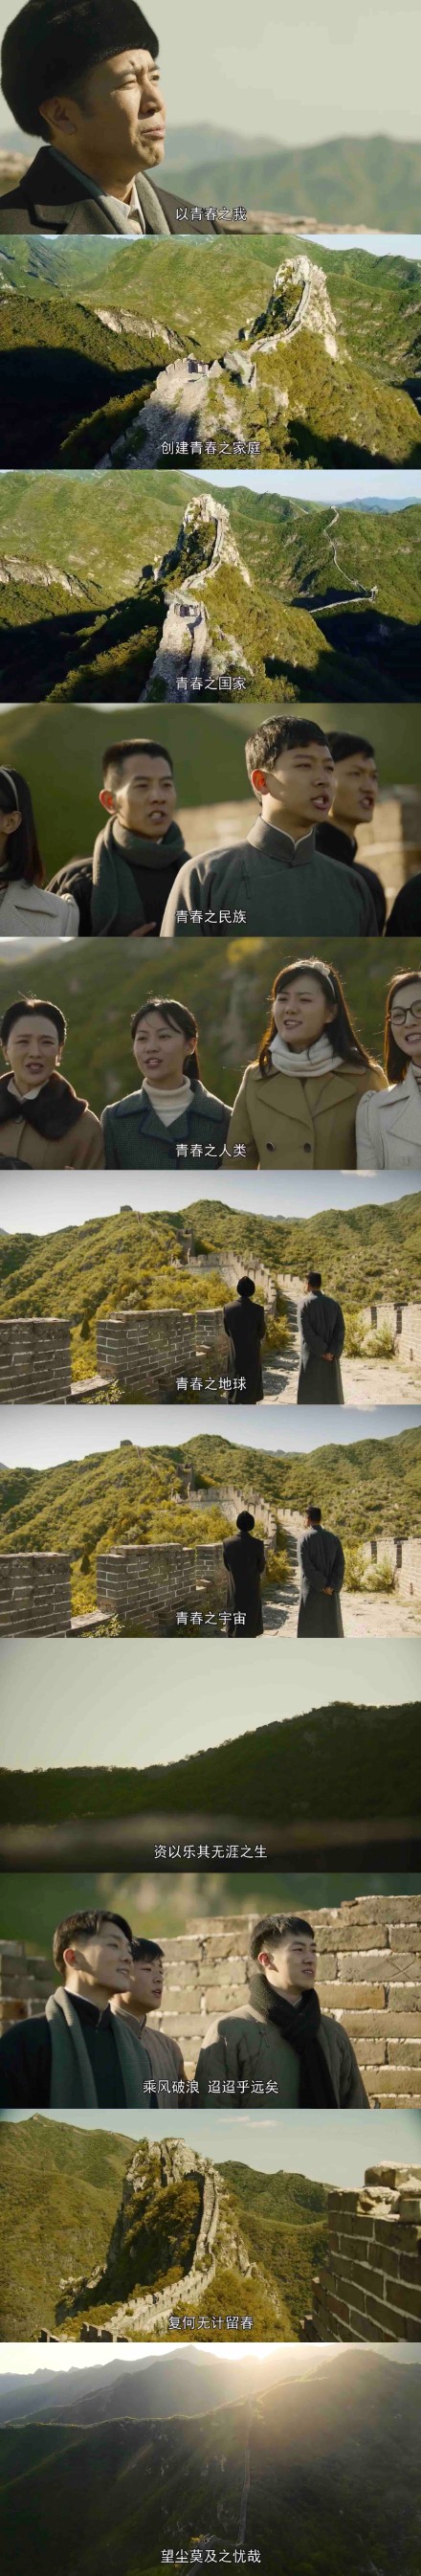 以青春之我
创建青春之家庭
青春之国家
青春之民族
青春之人类
青春之地球
青春之宇宙
资以乐其无涯之生
乘风破浪 迢迢乎远矣
复何无计留春
望尘莫及之忧哉